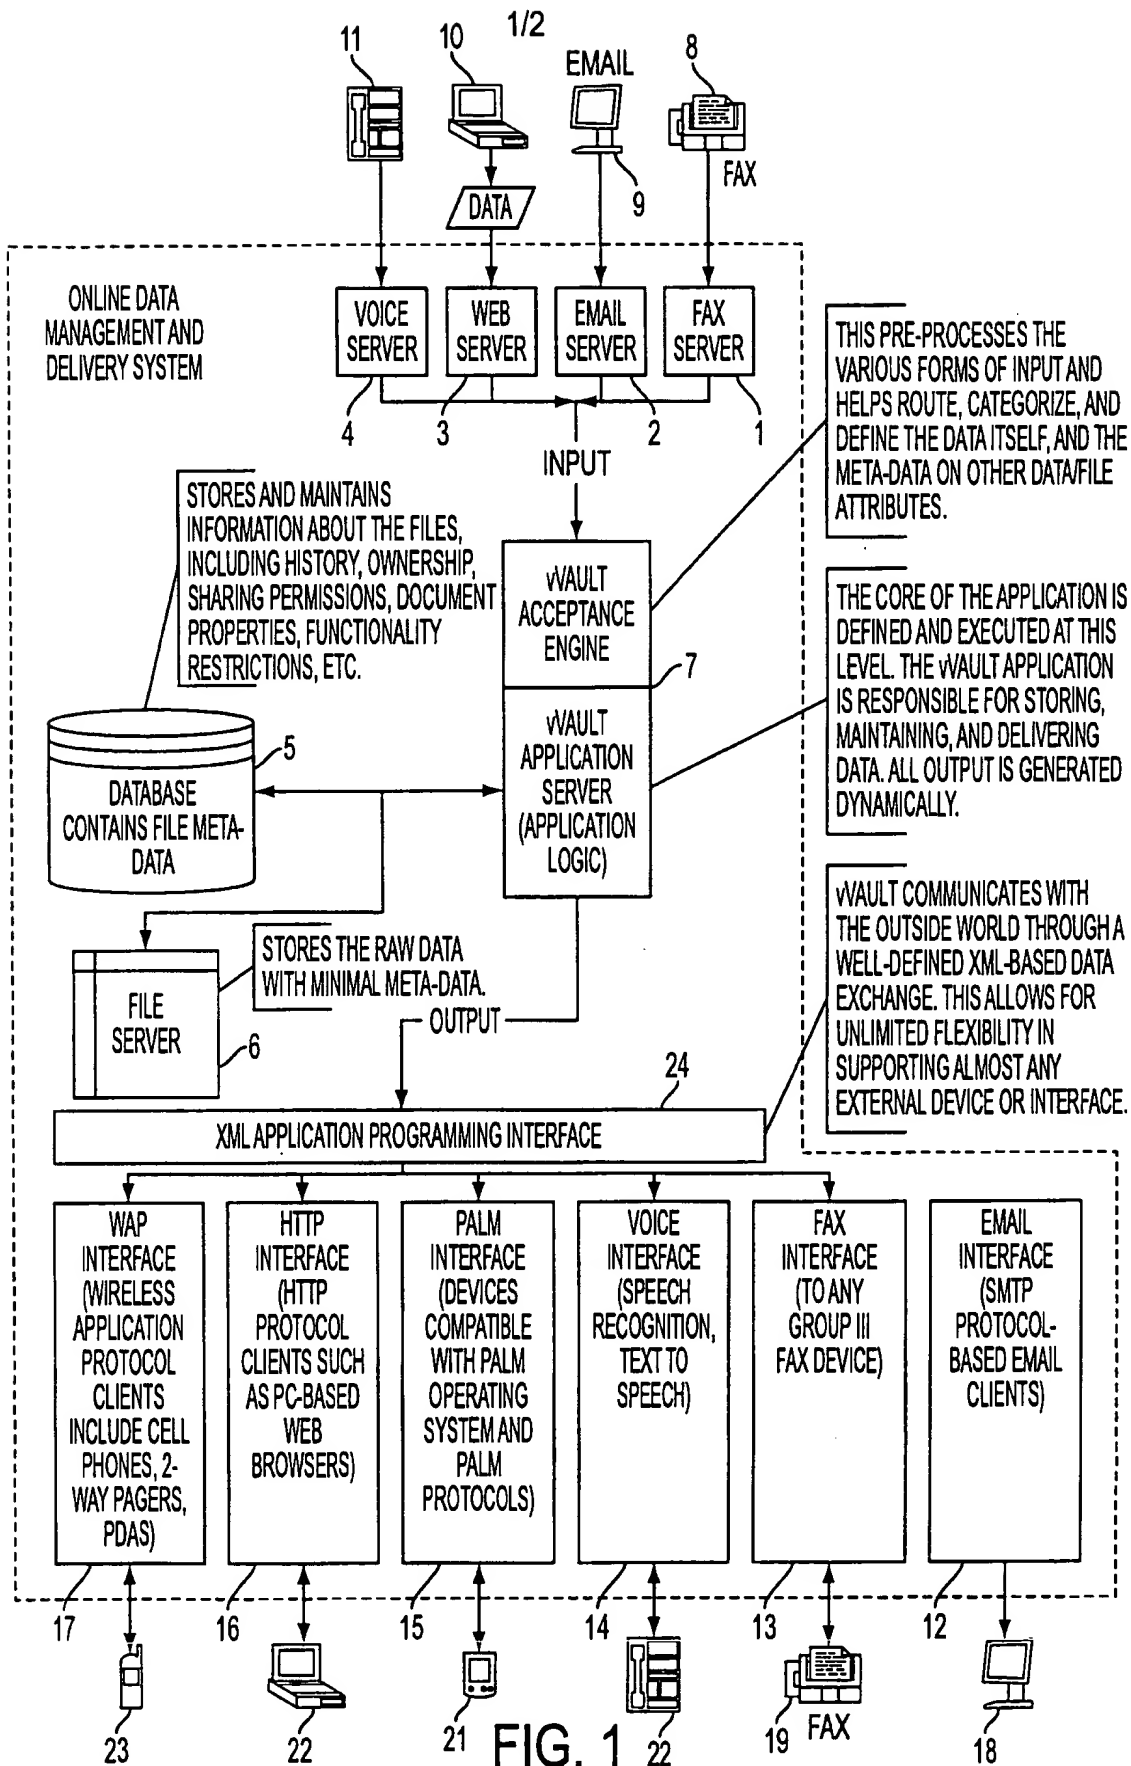 1/2
11
10
EMAIL
8
9
FAX
DATA
ONLINE DATA
MANAGEMENT AND
DELIVERY SYSTEM
VOICE
SERVER
WEB
SERVER
EMAIL
SERVER
FAX
SERVER
4
3
2
1
INPUT
THIS PRE-PROCESSES THE
VARIOUS FORMS OF INPUT AND
HELPS ROUTE, CATEGORIZE, AND
DEFINE THE DATA ITSELF, AND THE
META-DATA ON OTHER DATA/FILE
ATTRIBUTES.
STORES AND MAINTAINS
INFORMATION ABOUT THE FILES,
INCLUDING HISTORY, OWNERSHIP,
SHARING PERMISSIONS, DOCUMENT
PROPERTIES, FUNCTIONALITY
RESTRICTIONS, ETC.
vVAULT
ACCEPTANCE
ENGINE
7
vVAULT
APPLICATION
SERVER
(APPLICATION
LOGIC)
THE CORE OF THE APPLICATION IS
DEFINED AND EXECUTED AT THIS
LEVEL. THE vVAULT APPLICATION
IS RESPONSIBLE FOR STORING,
MAINTAINING, AND DELIVERING
DATA. ALL OUTPUT IS GENERATED
DYNAMICALLY.
5
DATABASE
CONTAINS FILE META-
DATA
STORES THE RAW DATA
WITH MINIMAL META-DATA.
FILE
SERVER
6
OUTPUT
vVAULT COMMUNICATES WITH
THE OUTSIDE WORLD THROUGH A
WELL-DEFINED XML-BASED DATA
EXCHANGE. THIS ALLOWS FOR
UNLIMITED FLEXIBILITY IN
SUPPORTING ALMOST ANY
EXTERNAL DEVICE OR INTERFACE.
24
XML APPLICATION PROGRAMMING INTERFACE
WAP
INTERFACE
(WIRELESS
APPLICATION
PROTOCOL
CLIENTS
INCLUDE CELL
PHONES, 2-
WAY PAGERS,
PDAS)
HTTP
INTERFACE
(HTTP
PROTOCOL
CLIENTS SUCH
AS PC-BASED
WEB
BROWSERS)
PALM
INTERFACE
(DEVICES
COMPATIBLE
WITH PALM
OPERATING
SYSTEM AND
PALM
PROTOCOLS)
VOICE
INTERFACE
(SPEECH
RECOGNITION,
TEXT TO
SPEECH)
FAX
INTERFACE
(TO ANY
GROUP III
FAX DEVICE)
EMAIL
INTERFACE
(SMTP
PROTOCOL-
BASED EMAIL
CLIENTS)
17
16
15
14
13
12
23
22
21
22
19
FAX
18
FIG. 1